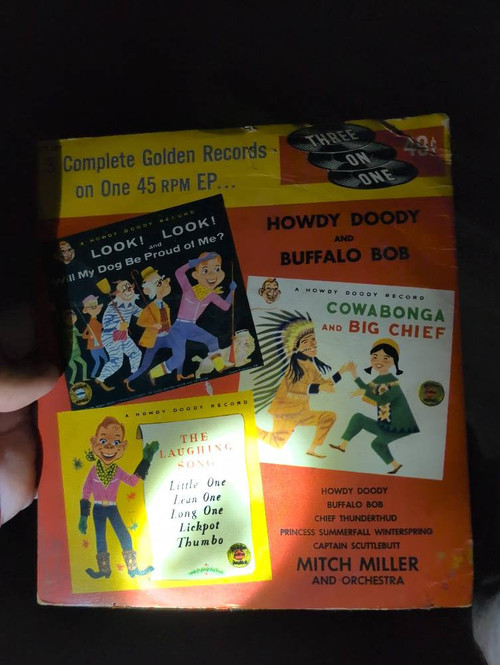 3 Complete Golden Records
on One 45 RPM EP...
THREE
ON
ONE
49¢
A HOWDY DOODY RECORD
LOOK! LOOK!
and
Will My Dog Be Proud of Me?
HOWDY DOODY
AND
BUFFALO BOB
A HOWDY DOODY RECORD
COWABONGA
AND BIG CHIEF
A HOWDY DOODY RECORD
THE
LAUGHING
SONG
Little One
Lean One
Long One
Lickpot
Thumbo
HOWDY DOODY
BUFFALO BOB
CHIEF THUNDERTHUD
PRINCESS SUMMERFALL WINTERSPRING
CAPTAIN SCUTTLEBUTT
MITCH MILLER
AND ORCHESTRA